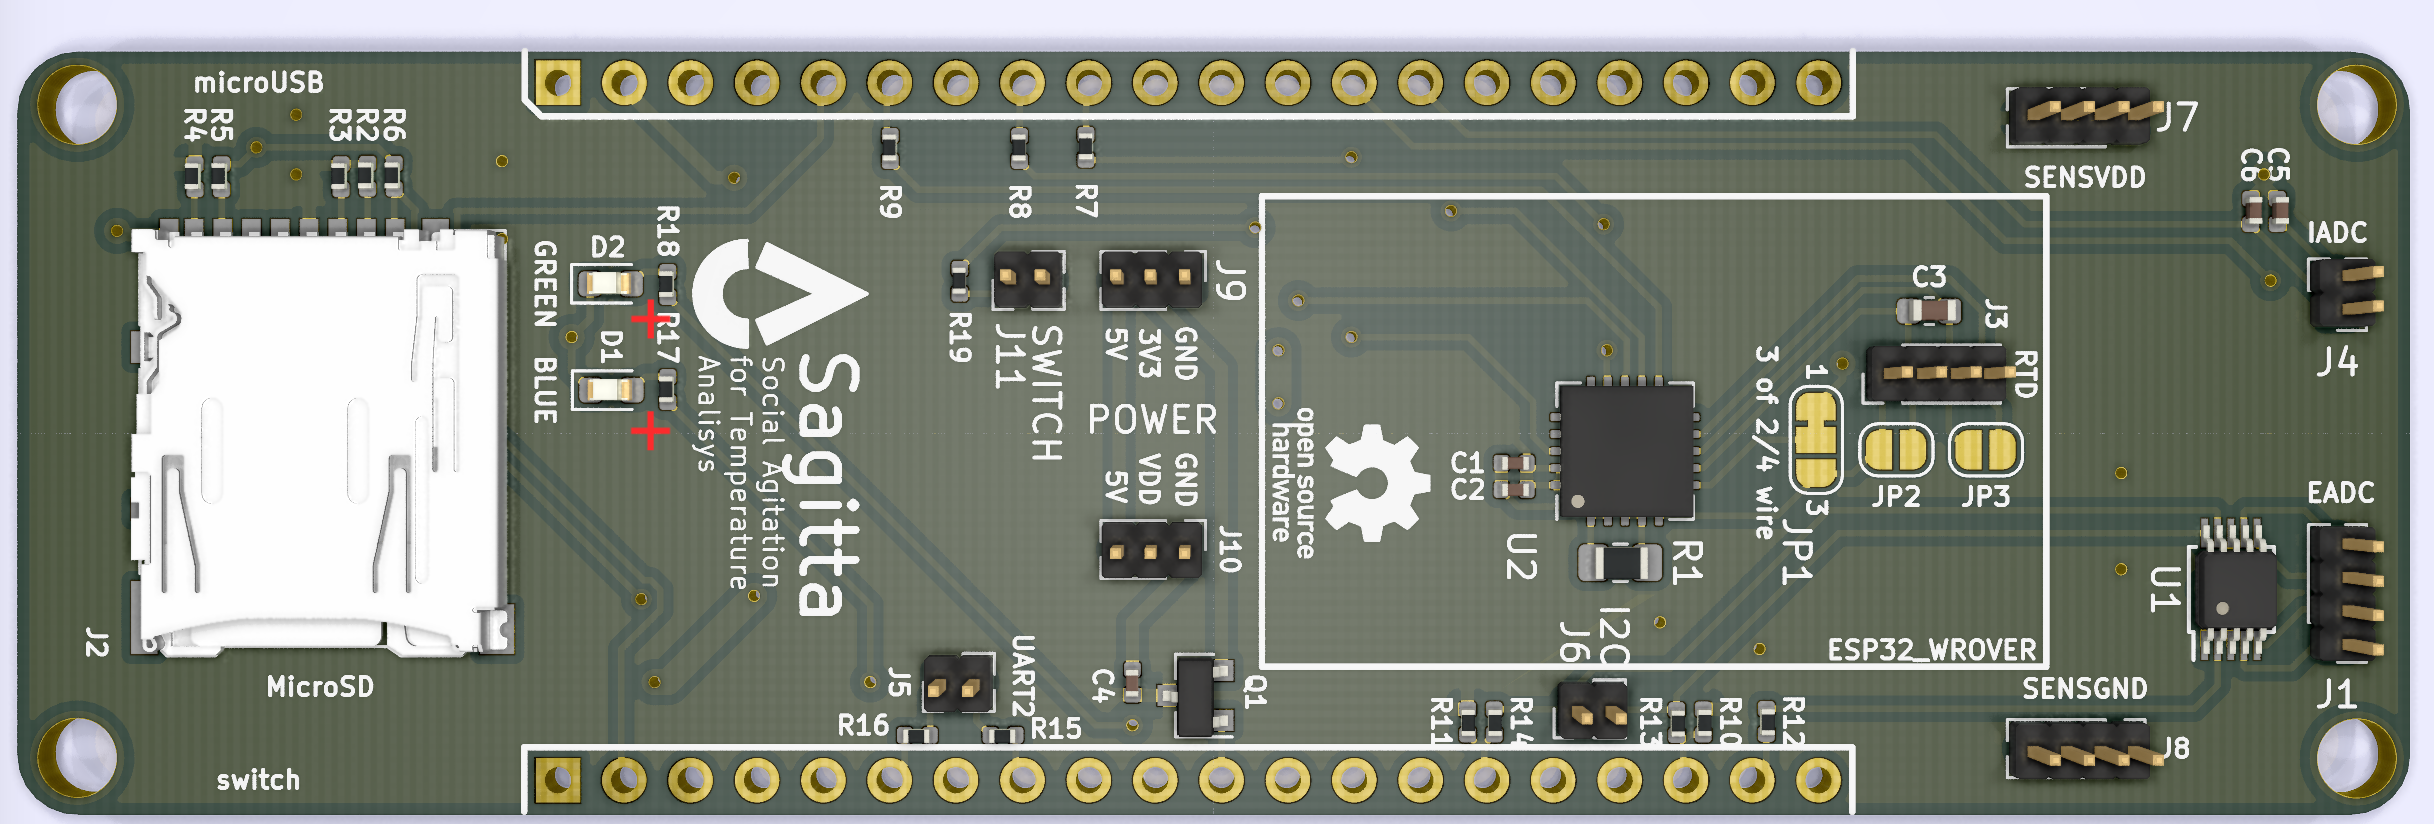 microUSB
R4
R5
R3
R2
R6
R9
R8
R7
J7
SENSVDD
C6
C5
IADC
J4
GREEN
D2
R18
BLUE
D1
R17
Sagitta
Social Agitation
for Temperature
Analisys
R19
J11
SWITCH
J9
5V
3V3
GND
POWER
5V
VDD
GND
J10
open source
hardware
C1
C2
U2
R1
C3
J3
RTD
3 of 2/4 wire
1
3
JP1
JP2
JP3
EADC
U1
J1
J2
MicroSD
J5
UART2
R16
R15
C4
Q1
I2C
J6
ESP32_WROVER
SENSGND
R11
R14
R13
R10
R12
J8
switch